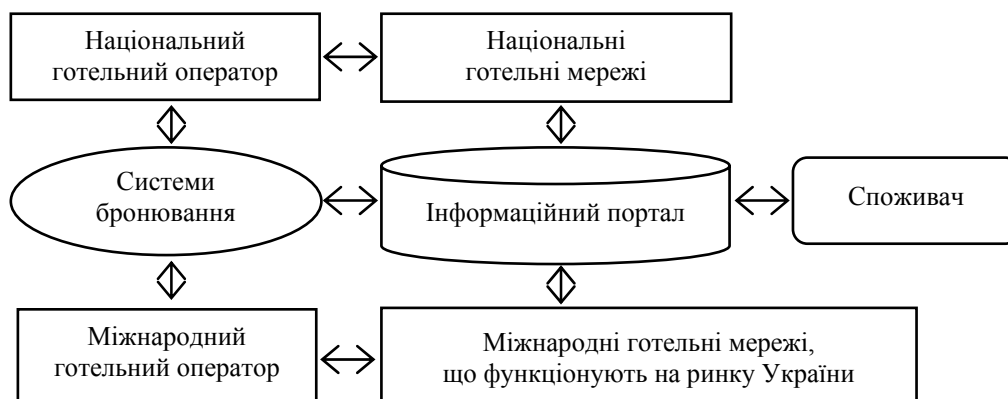 Національний
готельний оператор
Національні
готельні мережі
Системи
бронювання
Інформаційний портал
Споживач
Міжнародний
готельний оператор
Міжнародні готельні мережі,
що функціонують на ринку України